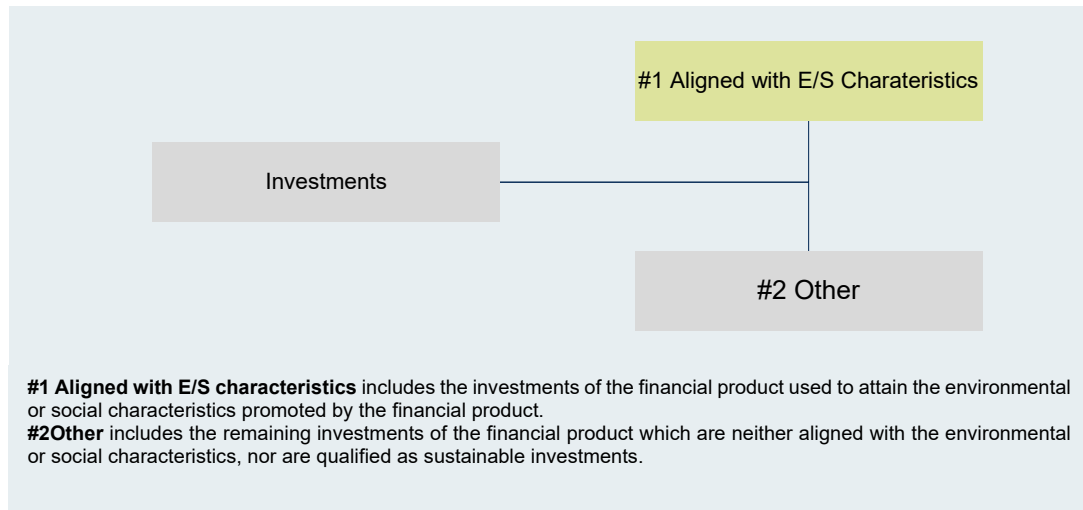 #1 Aligned with E/S Charateristics
Investments
#2 Other
#1 Aligned with E/S characteristics includes the investments of the financial product used to attain the environmental
or social characteristics promoted by the financial product.
#2Other includes the remaining investments of the financial product which are neither aligned with the environmental
or social characteristics, nor are qualified as sustainable investments.